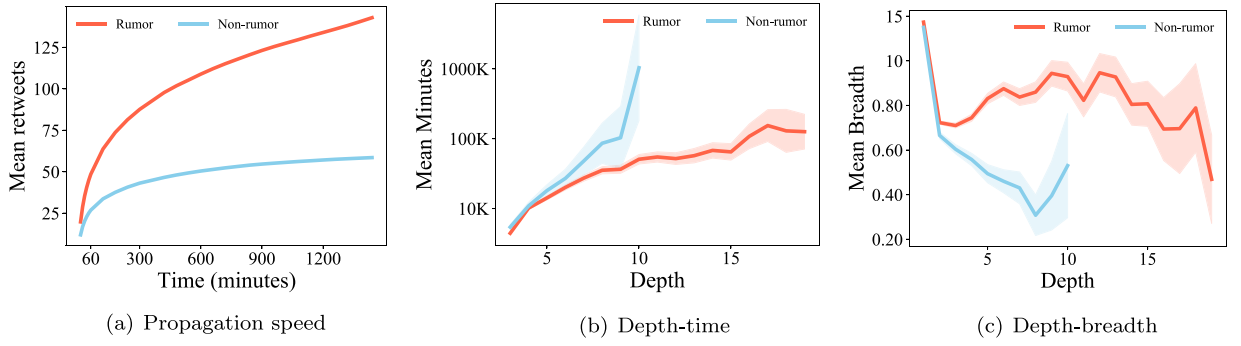 Rumor Non-rumor
125
100
75
50
25
Mean retweets
60 300 600 900 1200
Time (minutes)
(a) Propagation speed
Rumor Non-rumor
1000K
100K
10K
Mean Minutes
5 10 15
Depth
(b) Depth-time
Rumor Non-rumor
15
10
0.80
0.60
0.40
0.20
Mean Breadth
5 10 15
Depth
(c) Depth-breadth